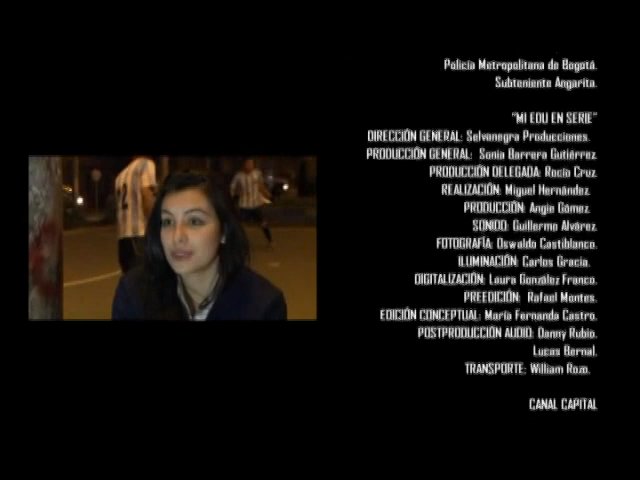 Policía Metropolitana de Bogotá.
Subteniente Angarita.
"MI EDU EN SERIE"
DIRECCIÓN GENERAL: Selvanegra Producciones.
PRODUCCIÓN GENERAL: Sonia Barrera Gutiérrez
PRODUCCIÓN DELEGADA: Rocío Cruz
REALIZACIÓN: Miguel Hernández.
PRODUCCIÓN: Angie Gómez.
SONIDO: Guillermo Alvárez
FOTOGRAFÍA: Oswaldo Castiblanco.
ILUMINACIÓN: Carlos Gracia.
DIGITALIZACIÓN: Laura González Franco.
PREEDICIÓN: Rafael Montes.
EDICIÓN CONCEPTUAL: María Fernanda Castro.
POSTPRODUCCIÓN AUDIO: Danny Rubio.
Lucas Bernal.
TRANSPORTE: William Rozo.
CANAL CAPITAL
2